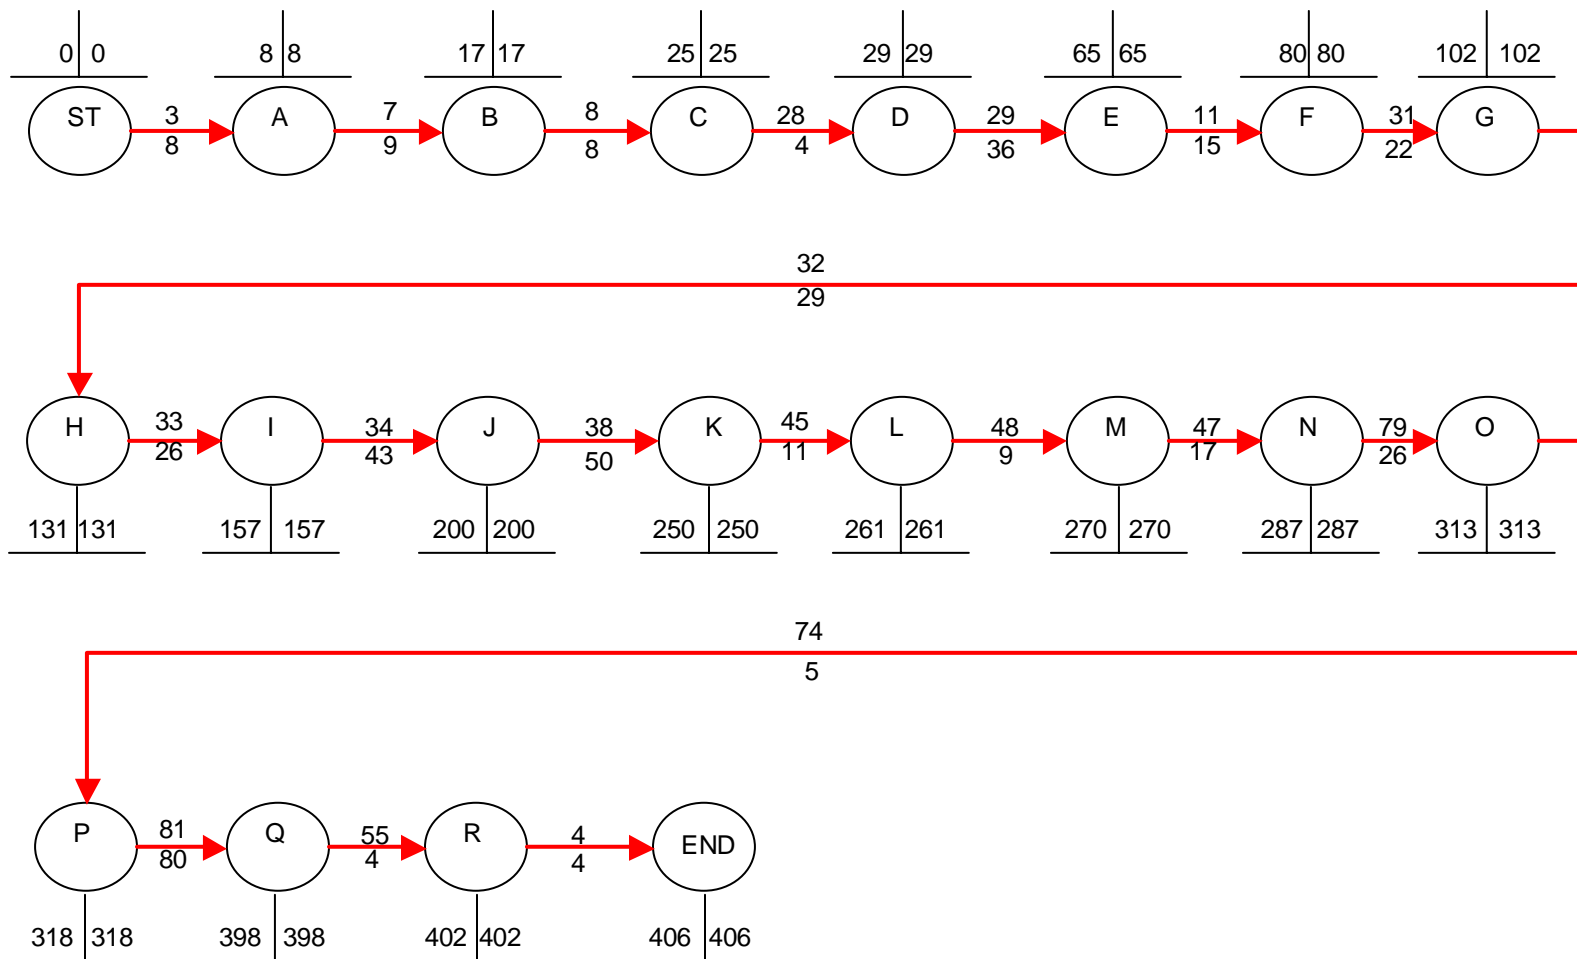 0 0 8 8 17 17 25 25 29 29 65 65 80 80 102 102
ST 3 A 7 B 8 C 28 D 29 E 11 F 31 G
8 9 8 4 36 15 22
32
29
H 33 I 34 J 38 K 45 L 48 M 47 N 79 O
26 43 50 11 9 17 26
131 131 157 157 200 200 250 250 261 261 270 270 287 287 313 313
74
5
P 81 Q 55 R 4 END
80 4 4
318 318 398 398 402 402 406 406